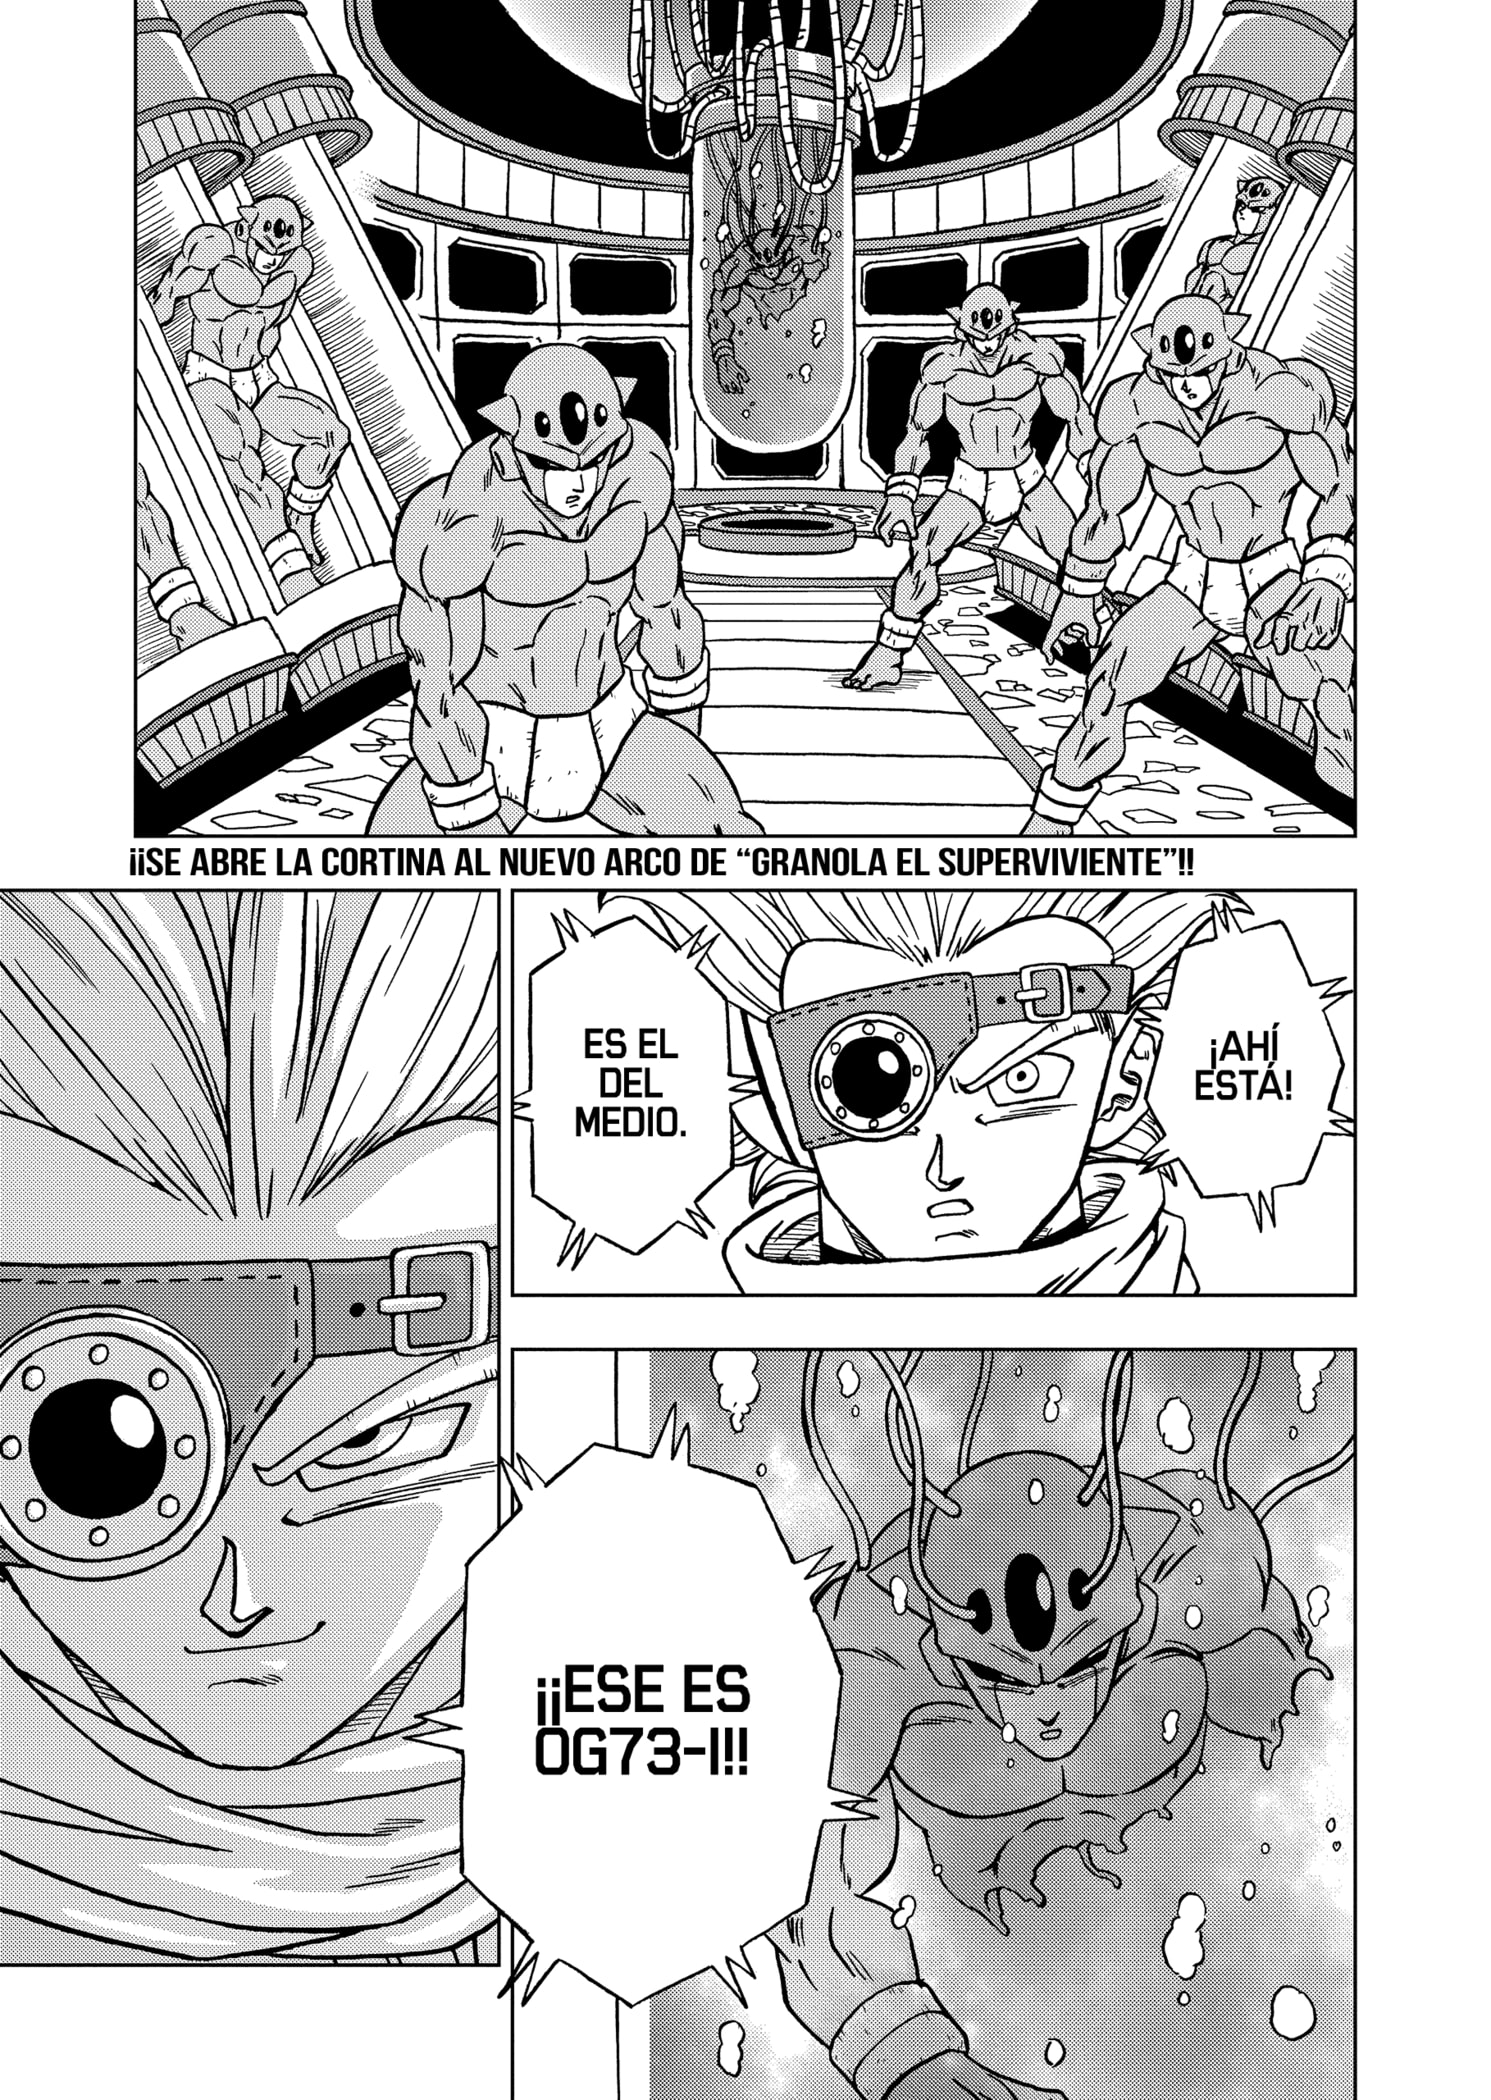 ¡¡SE ABRE LA CORTINA AL NUEVO ARCO DE “GRANOLA EL SUPERVIVIENTE”!!
¡AHÍ
ESTÁ!
ES EL
DEL
MEDIO.
¡¡ESE ES
OG73-I!!